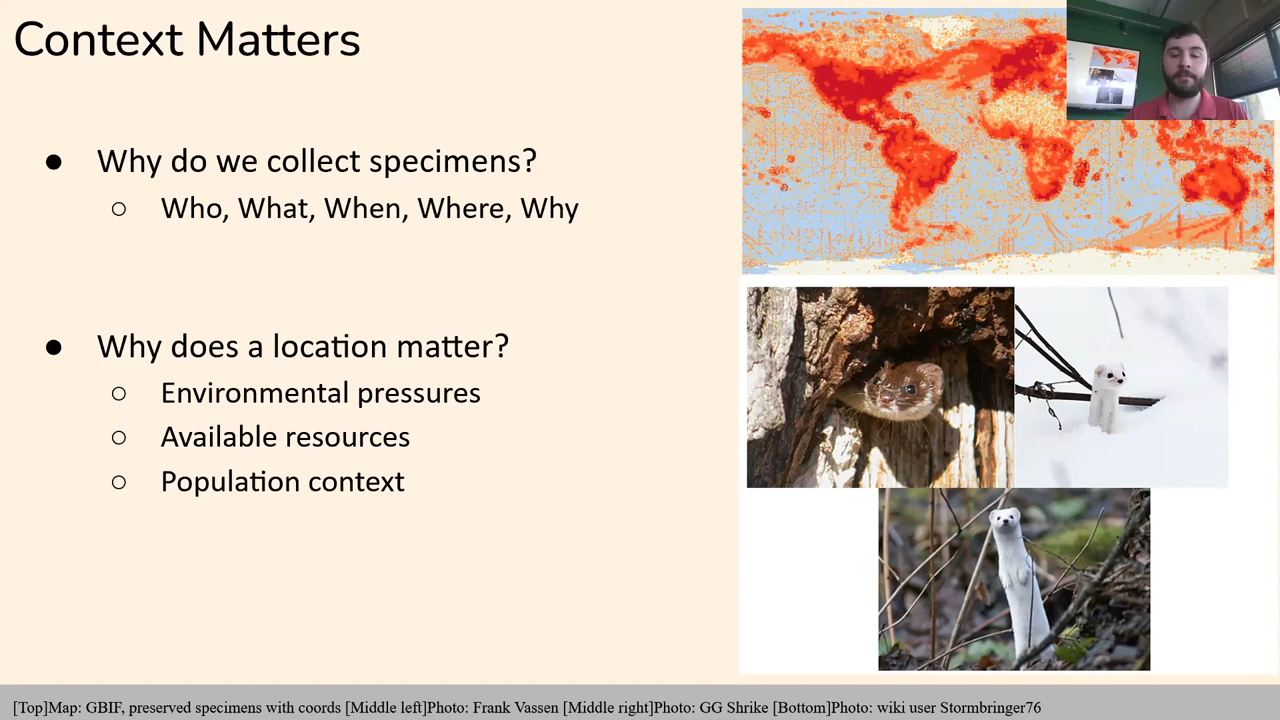 Context Matters
● Why do we collect specimens?
○ Who, What, When, Where, Why
● Why does a location matter?
○ Environmental pressures
○ Available resources
○ Population context
[Top]Map: GBIF, preserved specimens with coords [Middle left]Photo: Frank Vassen [Middle right]Photo: GG Shrike [Bottom]Photo: wiki user Stormbringer76